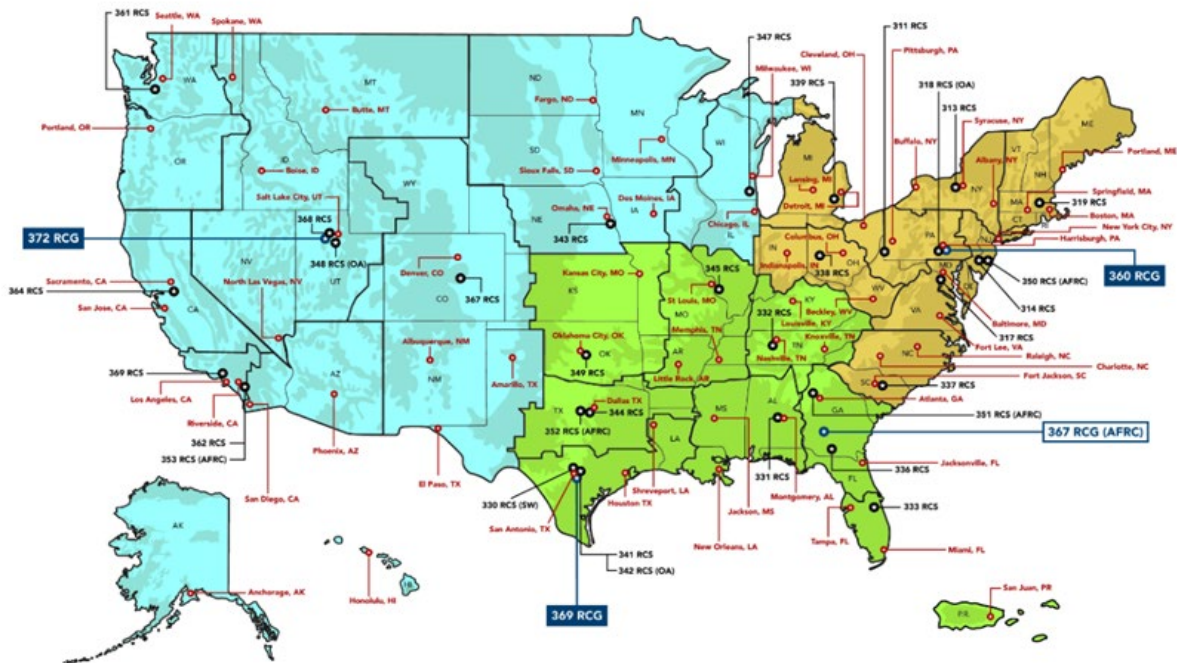 361 RCS
Seattle, WA
Spokane, WA
WA
MT
Butte, MT
Portland, OR
OR
ID
Boise, ID
WY
Salt Lake City, UT
368 RCS
372 RCG
348 RCS (OA)
NV
UT
Sacramento, CA
364 RCS
San Jose, CA
CA
North Las Vegas, NV
Denver, CO
CO
367 RCS
369 RCS
Los Angeles, CA
Riverside, CA
362 RCS
353 RCS (AFRC)
San Diego, CA
AZ
Phoenix, AZ
Albuquerque, NM
NM
El Paso, TX
Amarillo, TX
ND
Fargo, ND
MN
SD
Sioux Falls, SD
Minneapolis, MN
WI
NE
Omaha, NE
343 RCS
Des Moines, IA
IA
Chicago, IL
IL
347 RCS
Milwaukee, WI
KS
Kansas City, MO
345 RCS
St Louis, MO
MO
Oklahoma City, OK
OK
349 RCS
AR
Little Rock, AR
Memphis, TN
TX
Dallas TX
344 RCS
352 RCS (AFRC)
LA
330 RCS (SW)
San Antonio, TX
Houston TX
Shreveport, LA
341 RCS
342 RCS (OA)
369 RCG
New Orleans, LA
MS
Jackson, MS
AL
331 RCS
Montgomery, AL
332 RCS
Nashville, TN
TN
KY
Louisville, KY
Knoxville, TN
Beckley, WV
WV
339 RCS
Cleveland, OH
MI
Lansing, MI
Detroit, MI
IN
Indianapolis, IN
Columbus, OH
OH
338 RCS
311 RCS
Pittsburgh, PA
318 RCS (OA)
313 RCS
Syracuse, NY
Buffalo, NY
Albany, NY
NY
VT
NH
ME
Portland, ME
Springfield, MA
MA
319 RCS
CT
RI
Boston, MA
New York City, NY
NJ
Harrisburg, PA
PA
360 RCG
350 RCS (AFRC)
314 RCS
MD
DE
Baltimore, MD
317 RCS
VA
Fort Lee, VA
Raleigh, NC
NC
Charlotte, NC
Fort Jackson, SC
SC
337 RCS
Atlanta, GA
GA
351 RCS (AFRC)
367 RCG (AFRC)
336 RCS
Jacksonville, FL
FL
333 RCS
Tampa, FL
Miami, FL
AK
Anchorage, AK
Honolulu, HI
San Juan, PR
P.R.